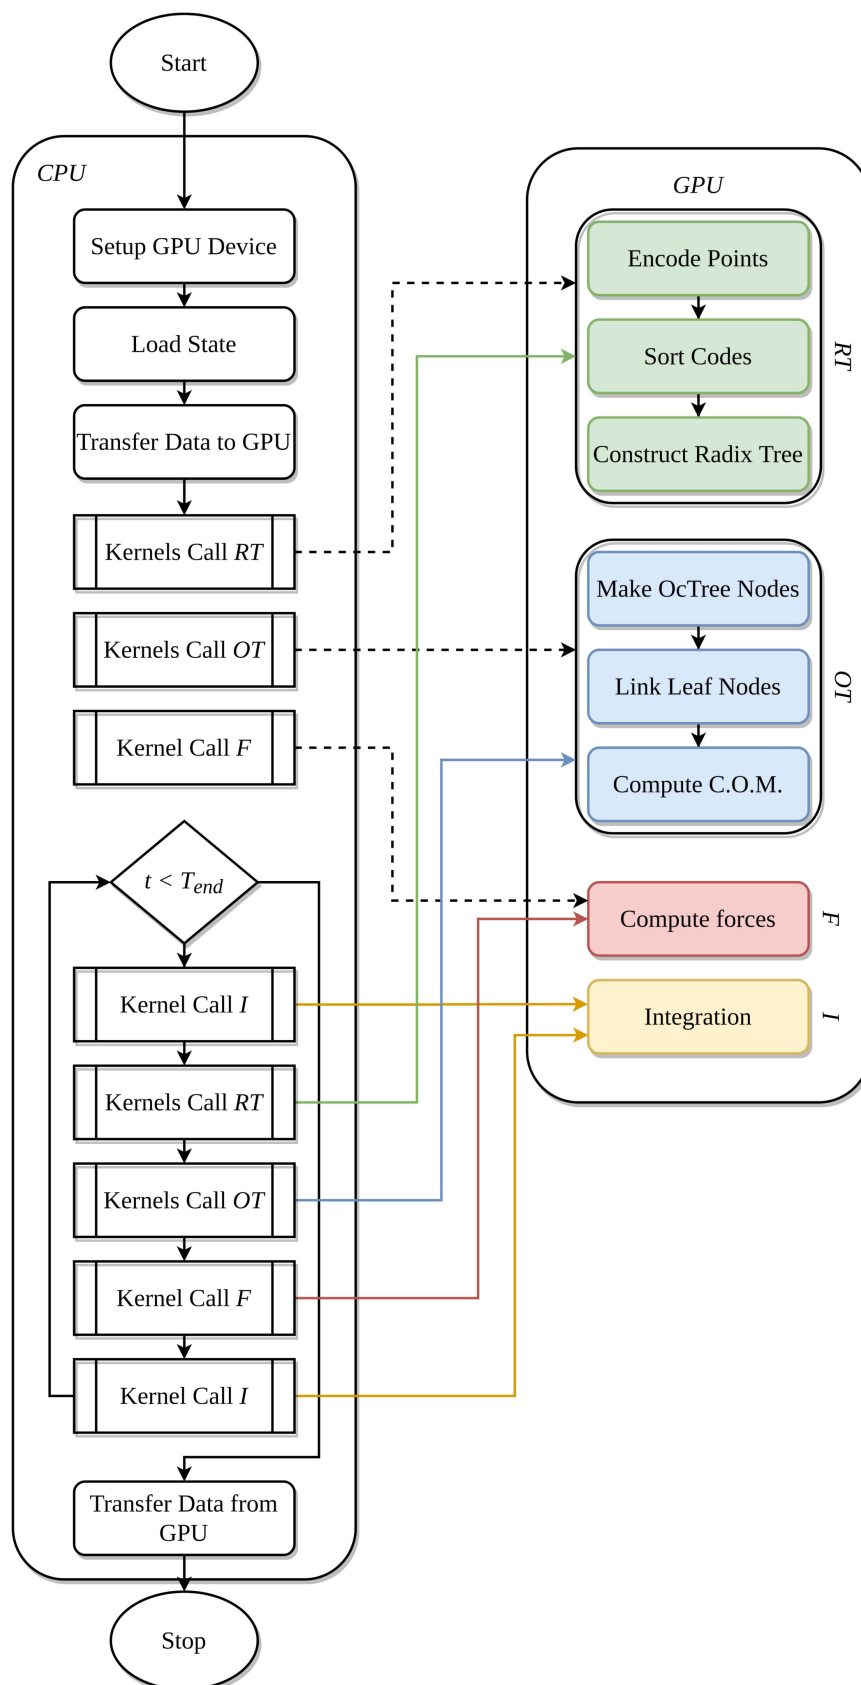 Start
CPU
Setup GPU Device
Load State
Transfer Data to GPU
Kernels Call RT
Kernels Call OT
Kernel Call F
t < Tend
Kernel Call I
Kernels Call RT
Kernels Call OT
Kernel Call F
Kernel Call I
Transfer Data from
GPU
Stop
GPU
Encode Points
Sort Codes
Construct Radix Tree
RT
Make OcTree Nodes
Link Leaf Nodes
Compute C.O.M.
OT
Compute forces
F
Integration
I